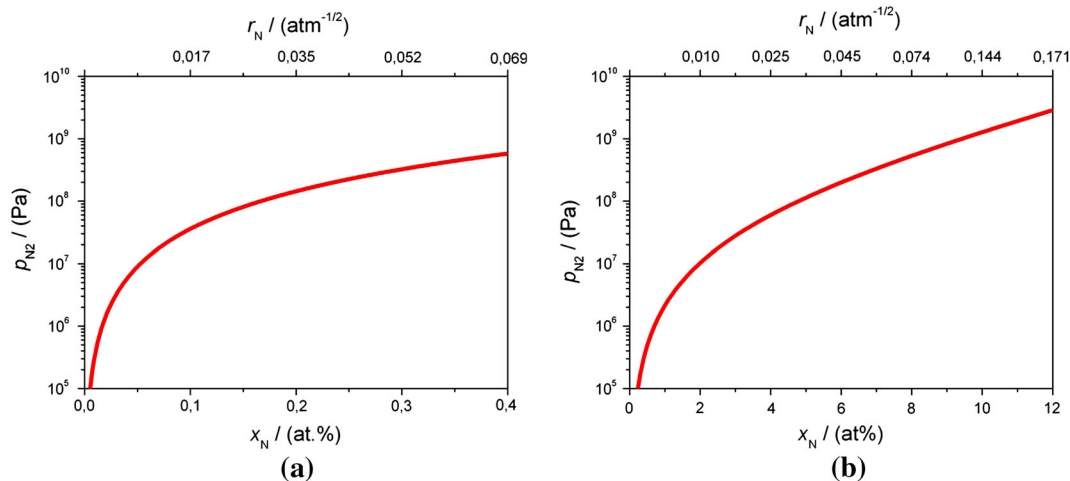 r_N / (atm^-1/2)
0,017 0,035 0,052 0,069
10^10
10^9
10^8
10^7
10^6
10^5
p_N2 / (Pa)
0,0 0,1 0,2 0,3 0,4
x_N / (at.%)
(a)
r_N / (atm^-1/2)
0,010 0,025 0,045 0,074 0,144 0,171
10^10
10^9
10^8
10^7
10^6
10^5
p_N2 / (Pa)
0 2 4 6 8 10 12
x_N / (at%)
(b)